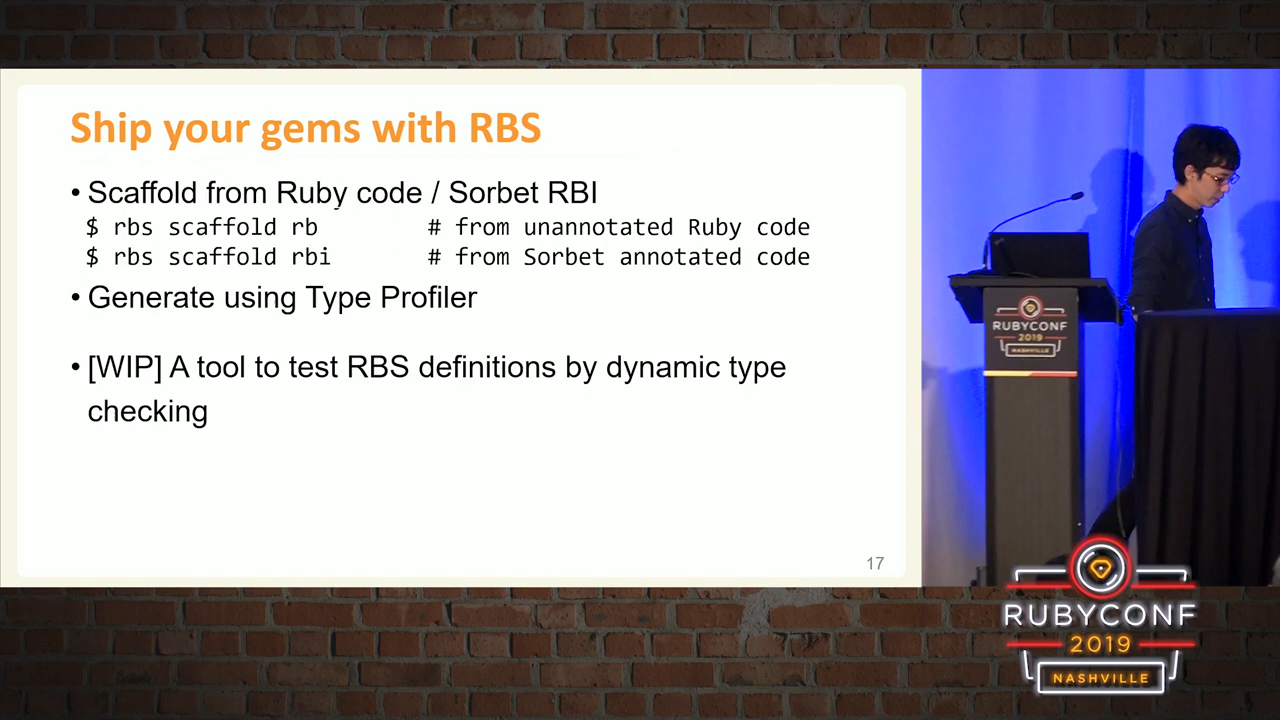 Ship your gems with RBS
• Scaffold from Ruby code / Sorbet RBI
$ rbs scaffold rb # from unannotated Ruby code
$ rbs scaffold rbi # from Sorbet annotated code
• Generate using Type Profiler
• [WIP] A tool to test RBS definitions by dynamic type
checking
17
RUBYCONF
2019
NASHVILLE
RUBYCONF
2019
NASHVILLE